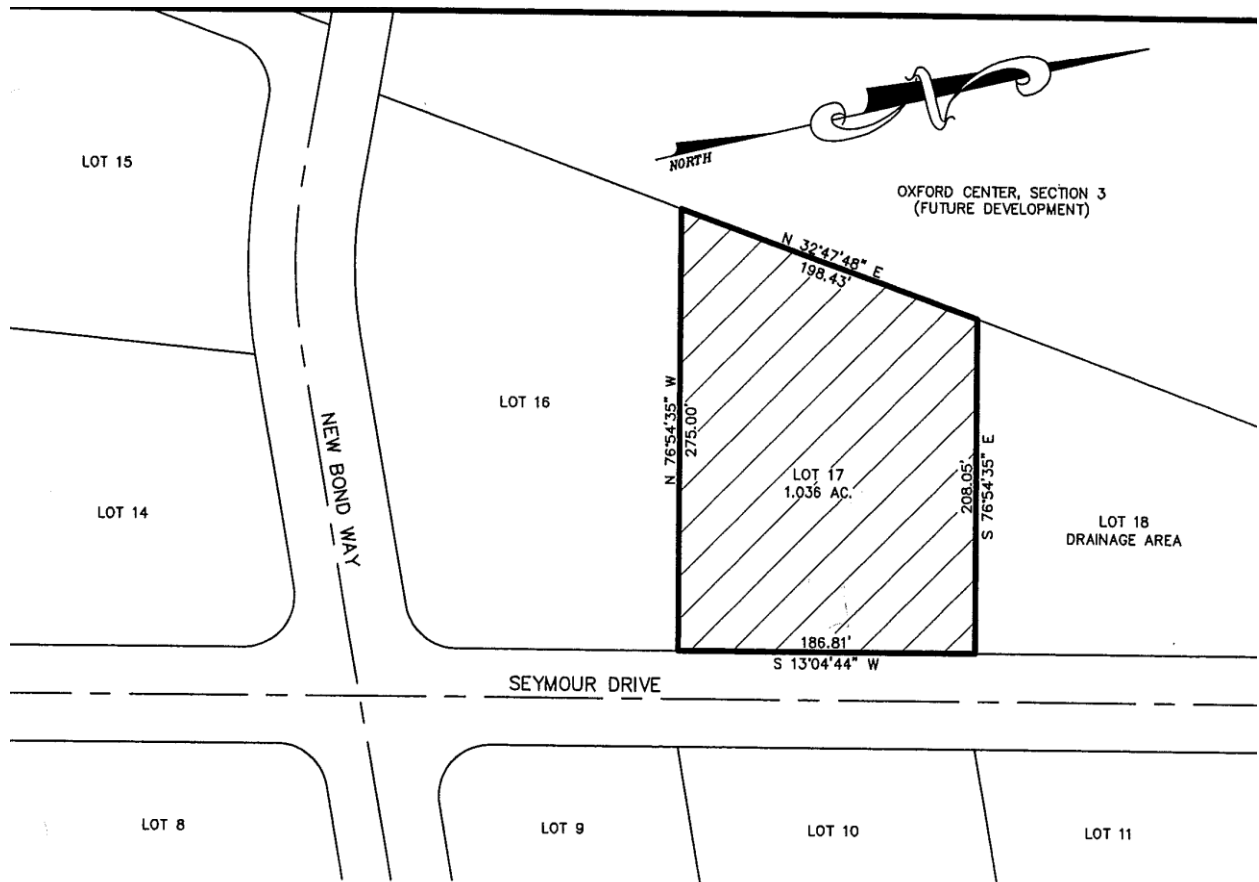 LOT 15
NORTH
N
OXFORD CENTER, SECTION 3
(FUTURE DEVELOPMENT)
N 32°47'48" E
198.43'
LOT 16
N 76°54'35" W
275.00'
LOT 17
1.036 AC.
208.05'
S 76°54'35" E
NEW BOND WAY
LOT 14
LOT 18
DRAINAGE AREA
186.81'
S 13°04'44" W
SEYMOUR DRIVE
LOT 8
LOT 9
LOT 10
LOT 11